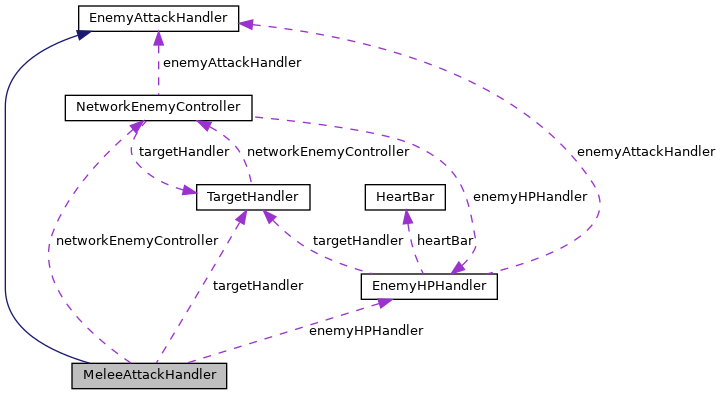 EnemyAttackHandler
enemyAttackHandler
NetworkEnemyController
targetHandler
networkEnemyController
enemyAttackHandler
TargetHandler
HeartBar
enemyHPHandler
networkEnemyController
targetHandler
heartBar
targetHandler
EnemyHPHandler
enemyHPHandler
MeleeAttackHandler